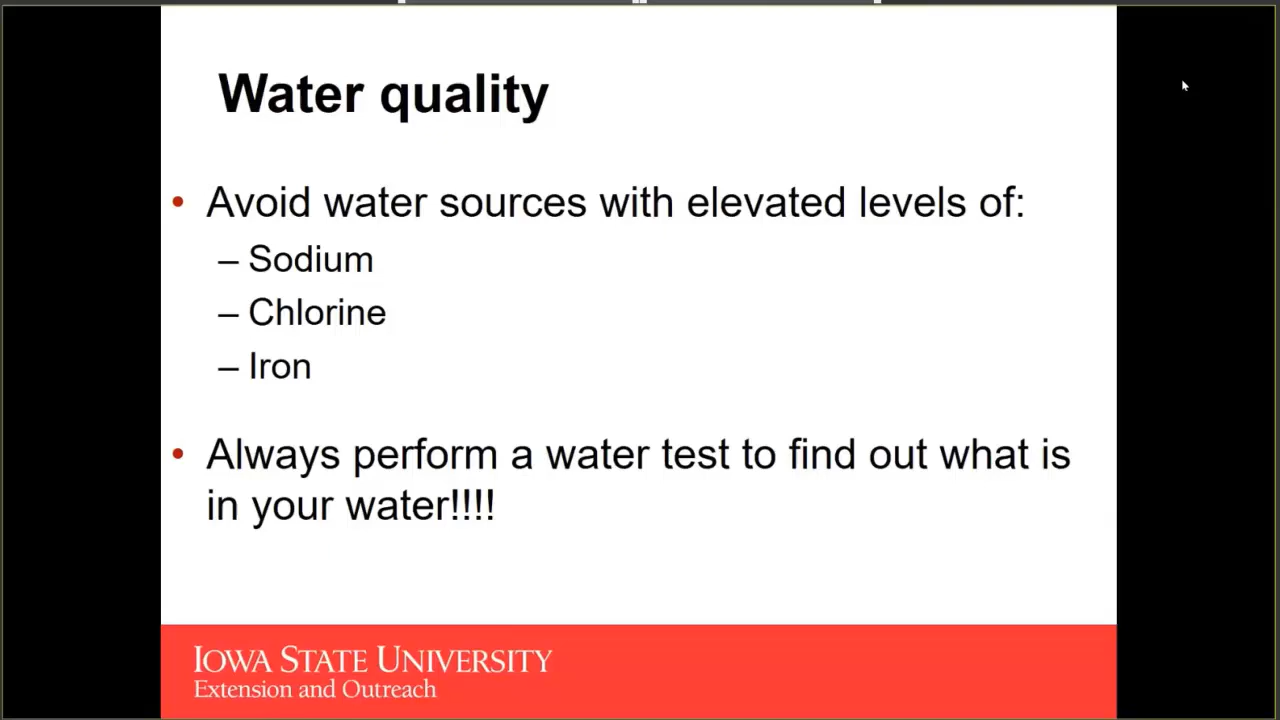 Water quality
• Avoid water sources with elevated levels of:
– Sodium
– Chlorine
– Iron
• Always perform a water test to find out what is
in your water!!!!
IOWA STATE UNIVERSITY
Extension and Outreach